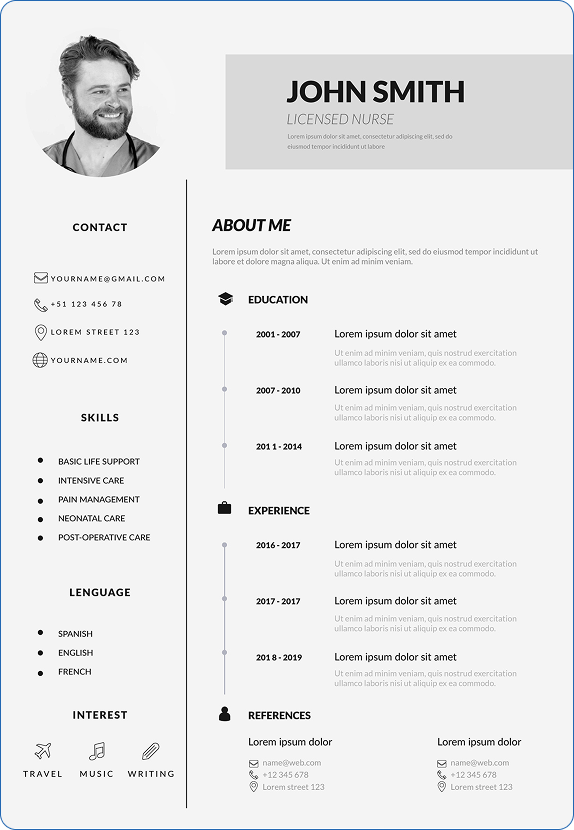 JOHN SMITH
LICENSED NURSE
Lorem ipsum dolor sit amet, consectetur adipiscing elit, sed do
eiusmod tempor incididunt ut labore
CONTACT
YOURNAME@GMAIL.COM
+51 123 456 78
LOREM STREET 123
YOURNAME.COM
SKILLS
BASIC LIFE SUPPORT
INTENSIVE CARE
PAIN MANAGEMENT
NEONATAL CARE
POST-OPERATIVE CARE
LENGUAGE
SPANISH
ENGLISH
FRENCH
INTEREST
TRAVEL MUSIC WRITING
ABOUT ME
Lorem ipsum dolor sit amet, consectetur adipiscing elit, sed do eiusmod tempor incididunt ut
labore et dolore magna aliqua. Ut enim ad minim veniam.
EDUCATION
2001 - 2007 Lorem ipsum dolor sit amet
Ut enim ad minim veniam, quis nostrud exercitation
ullamco laboris nisi ut aliquip ex ea commodo.
2007 - 2010 Lorem ipsum dolor sit amet
Ut enim ad minim veniam, quis nostrud exercitation
ullamco laboris nisi ut aliquip ex ea commodo.
201 1 - 2014 Lorem ipsum dolor sit amet
Ut enim ad minim veniam, quis nostrud exercitation
ullamco laboris nisi ut aliquip ex ea commodo.
EXPERIENCE
2016 - 2017 Lorem ipsum dolor sit amet
Ut enim ad minim veniam, quis nostrud exercitation
ullamco laboris nisi ut aliquip ex ea commodo.
2017 - 2017 Lorem ipsum dolor sit amet
Ut enim ad minim veniam, quis nostrud exercitation
ullamco laboris nisi ut aliquip ex ea commodo.
201 8 - 2019 Lorem ipsum dolor sit amet
Ut enim ad minim veniam, quis nostrud exercitation
ullamco laboris nisi ut aliquip ex ea commodo.
REFERENCES
Lorem ipsum dolor
name@web.com
+12 345 678
Lorem street 123
Lorem ipsum dolor
name@web.com
+12 345 678
Lorem street 123